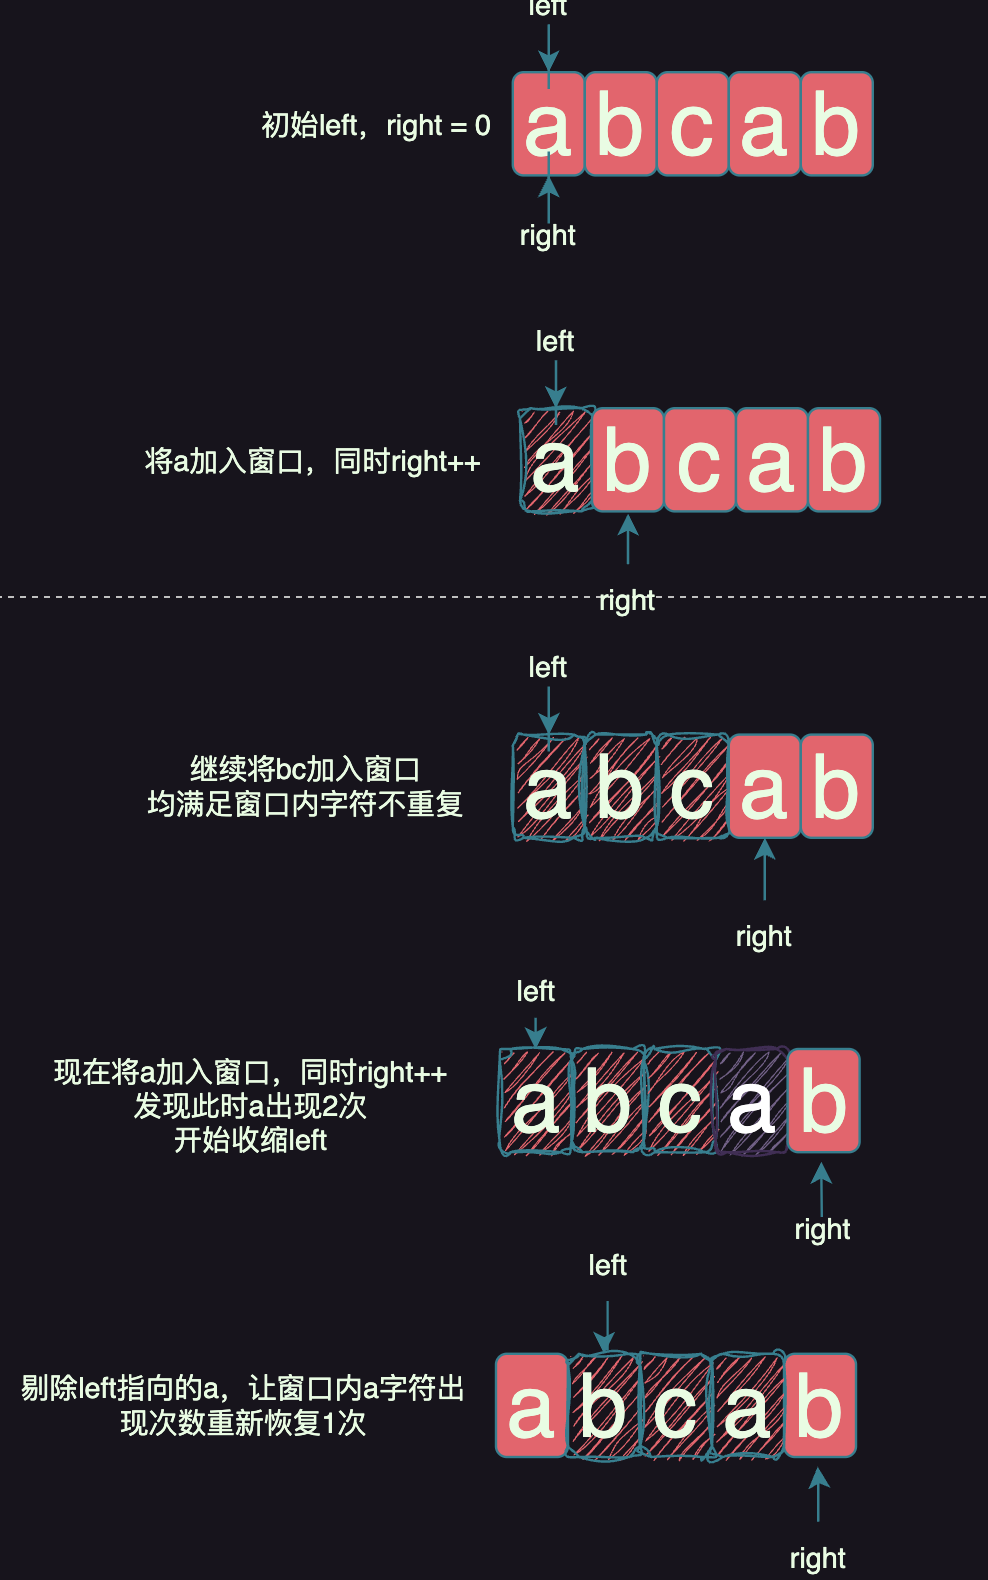 left
初始left，right = 0
a b c a b
right
left
将a加入窗口，同时right++
a b c a b
right
left
继续将bc加入窗口
均满足窗口内字符不重复
a b c a b
right
left
现在将a加入窗口，同时right++
发现此时a出现2次
开始收缩left
a b c a b
right
left
剔除left指向的a，让窗口内a字符出
现次数重新恢复1次
a b c a b
right